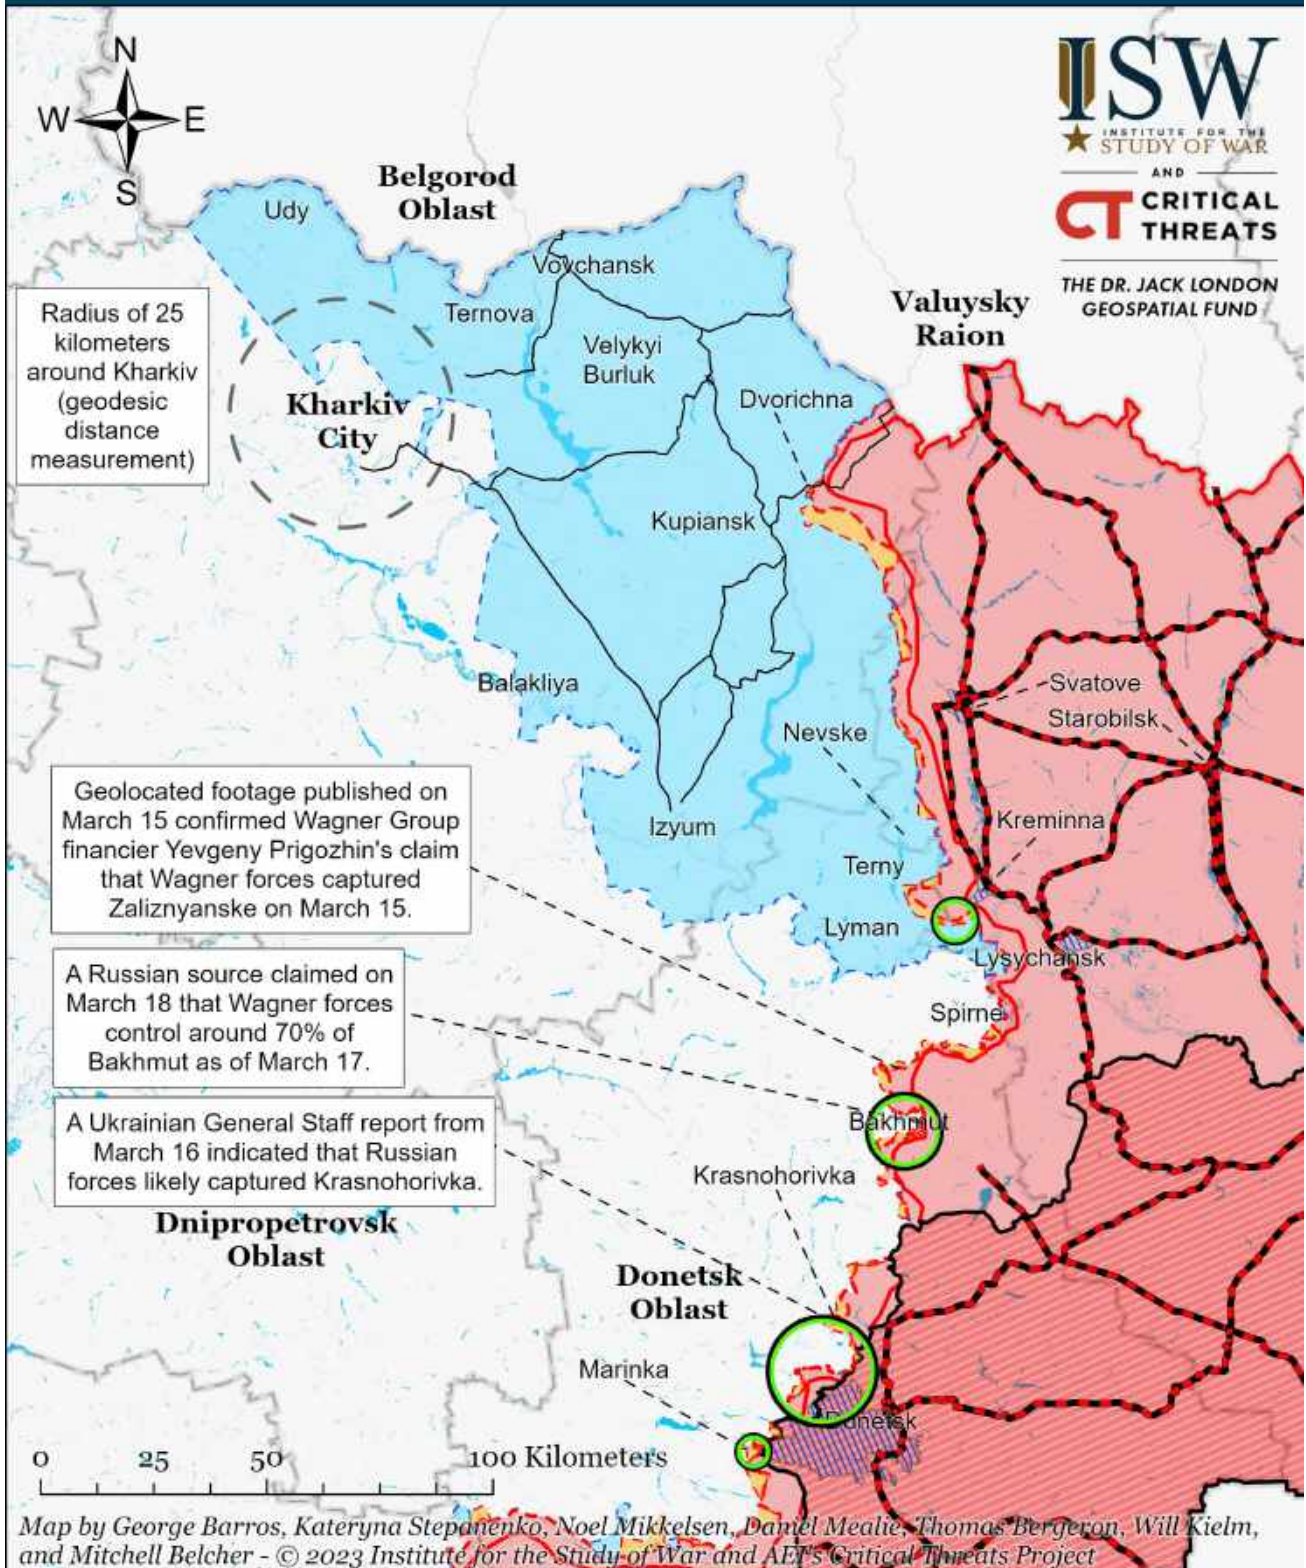 N
W E
S
ISW
INSTITUTE FOR THE
STUDY OF WAR
AND
CT CRITICAL
THREATS
THE DR. JACK LONDON
GEOSPATIAL FUND
Belgorod
Oblast
Udy
Vovchansk
Ternova
Valuysky
Raion
Radius of 25
kilometers
around Kharkiv
(geodesic
distance
measurement)
Velykyi
Burluk
Kharkiv
City
Dvorichna
Kupiansk
Balakliya
Svatove
Starobilsk
Nevske
Izyum
Kreminna
Terny
Lyman
Lysychansk
Spirne
Geolocated footage published on
March 15 confirmed Wagner Group
financier Yevgeny Prigozhin's claim
that Wagner forces captured
Zaliznyanske on March 15.
A Russian source claimed on
March 18 that Wagner forces
control around 70% of
Bakhmut as of March 17.
A Ukrainian General Staff report from
March 16 indicated that Russian
forces likely captured Krasnohorivka.
Bakhmut
Krasnohorivka
Dnipropetrovsk
Oblast
Donetsk
Oblast
Marinka
Donetsk
0 25 50 100 Kilometers
Map by George Barros, Kateryna Stepanenko, Noel Mikkelsen, Daniel Mealie, Thomas Bergeron, Will Kielm,
and Mitchell Belcher - © 2023 Institute for the Study of War and AEI's Critical Threats Project